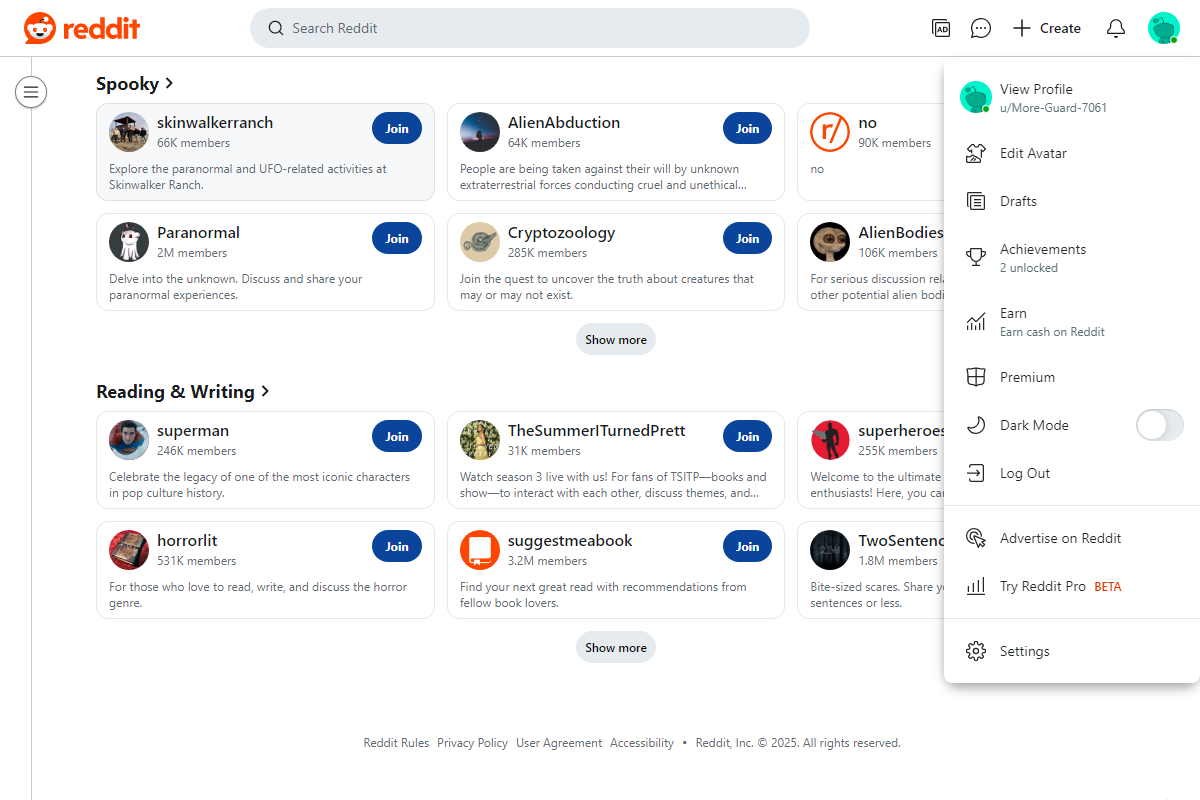 reddit
Search Reddit
AD
Create
Spooky
skinwalkerranch
66K members
Join
Explore the paranormal and UFO-related activities at
Skinwalker Ranch.
AlienAbduction
64K members
Join
People are being taken against their will by unknown
extraterrestrial forces conducting cruel and unethical...
r/
no
90K members
no
Paranormal
2M members
Join
Delve into the unknown. Discuss and share your
paranormal experiences.
Cryptozoology
285K members
Join
Join the quest to uncover the truth about creatures that
may or may not exist.
AlienBodies
106K members
For serious discussion rel
other potential alien bodi
Show more
Reading & Writing
superman
246K members
Join
Celebrate the legacy of one of the most iconic characters
in pop culture history.
TheSummerITurnedPrett
31K members
Join
Watch season 3 live with us! For fans of TSITP—books and
show—to interact with each other, discuss themes, and...
superheroes
255K members
Welcome to the ultimate
enthusiasts! Here, you car
horrorlit
531K members
Join
For those who love to read, write, and discuss the horror
genre.
suggestmeabook
3.2M members
Join
Find your next great read with recommendations from
fellow book lovers.
TwoSentenc
1.8M members
Bite-sized scares. Share y
sentences or less.
Show more
View Profile
u/More-Guard-7061
Edit Avatar
Drafts
Achievements
2 unlocked
Earn
Earn cash on Reddit
Premium
Dark Mode
Log Out
Advertise on Reddit
Try Reddit Pro BETA
Settings
Reddit Rules Privacy Policy User Agreement Accessibility • Reddit, Inc. © 2025. All rights reserved.